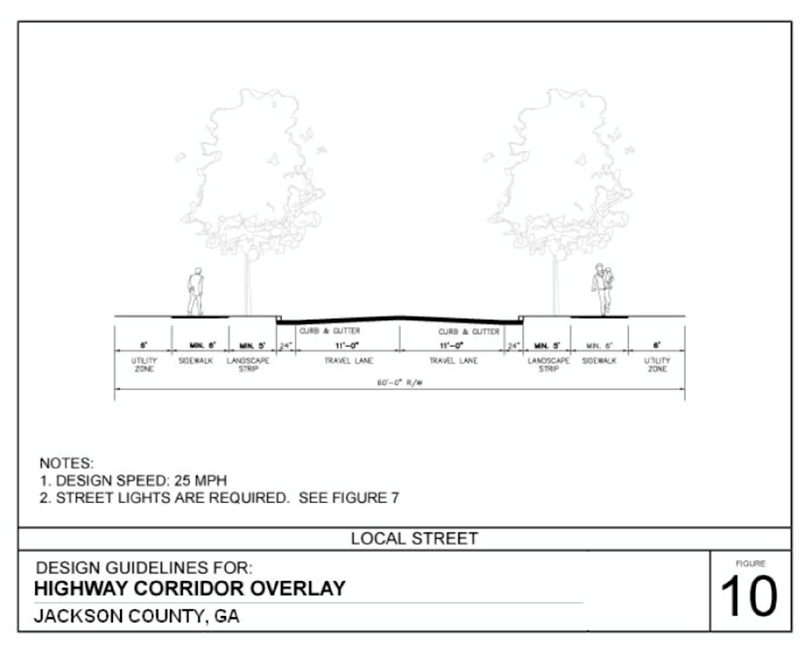 CURB & GUTTER CURB & GUTTER
6' MIN. 6' MIN. 5' 24" 11'-0" 11'-0" 24" MIN. 5' MIN. 6' 6'
UTILITY SIDEWALK LANDSCAPE TRAVEL LANE TRAVEL LANE LANDSCAPE SIDEWALK UTILITY
ZONE STRIP STRIP ZONE
60'-0" R/W
NOTES:
1. DESIGN SPEED: 25 MPH
2. STREET LIGHTS ARE REQUIRED. SEE FIGURE 7
LOCAL STREET
DESIGN GUIDELINES FOR:
HIGHWAY CORRIDOR OVERLAY
JACKSON COUNTY, GA
FIGURE
10